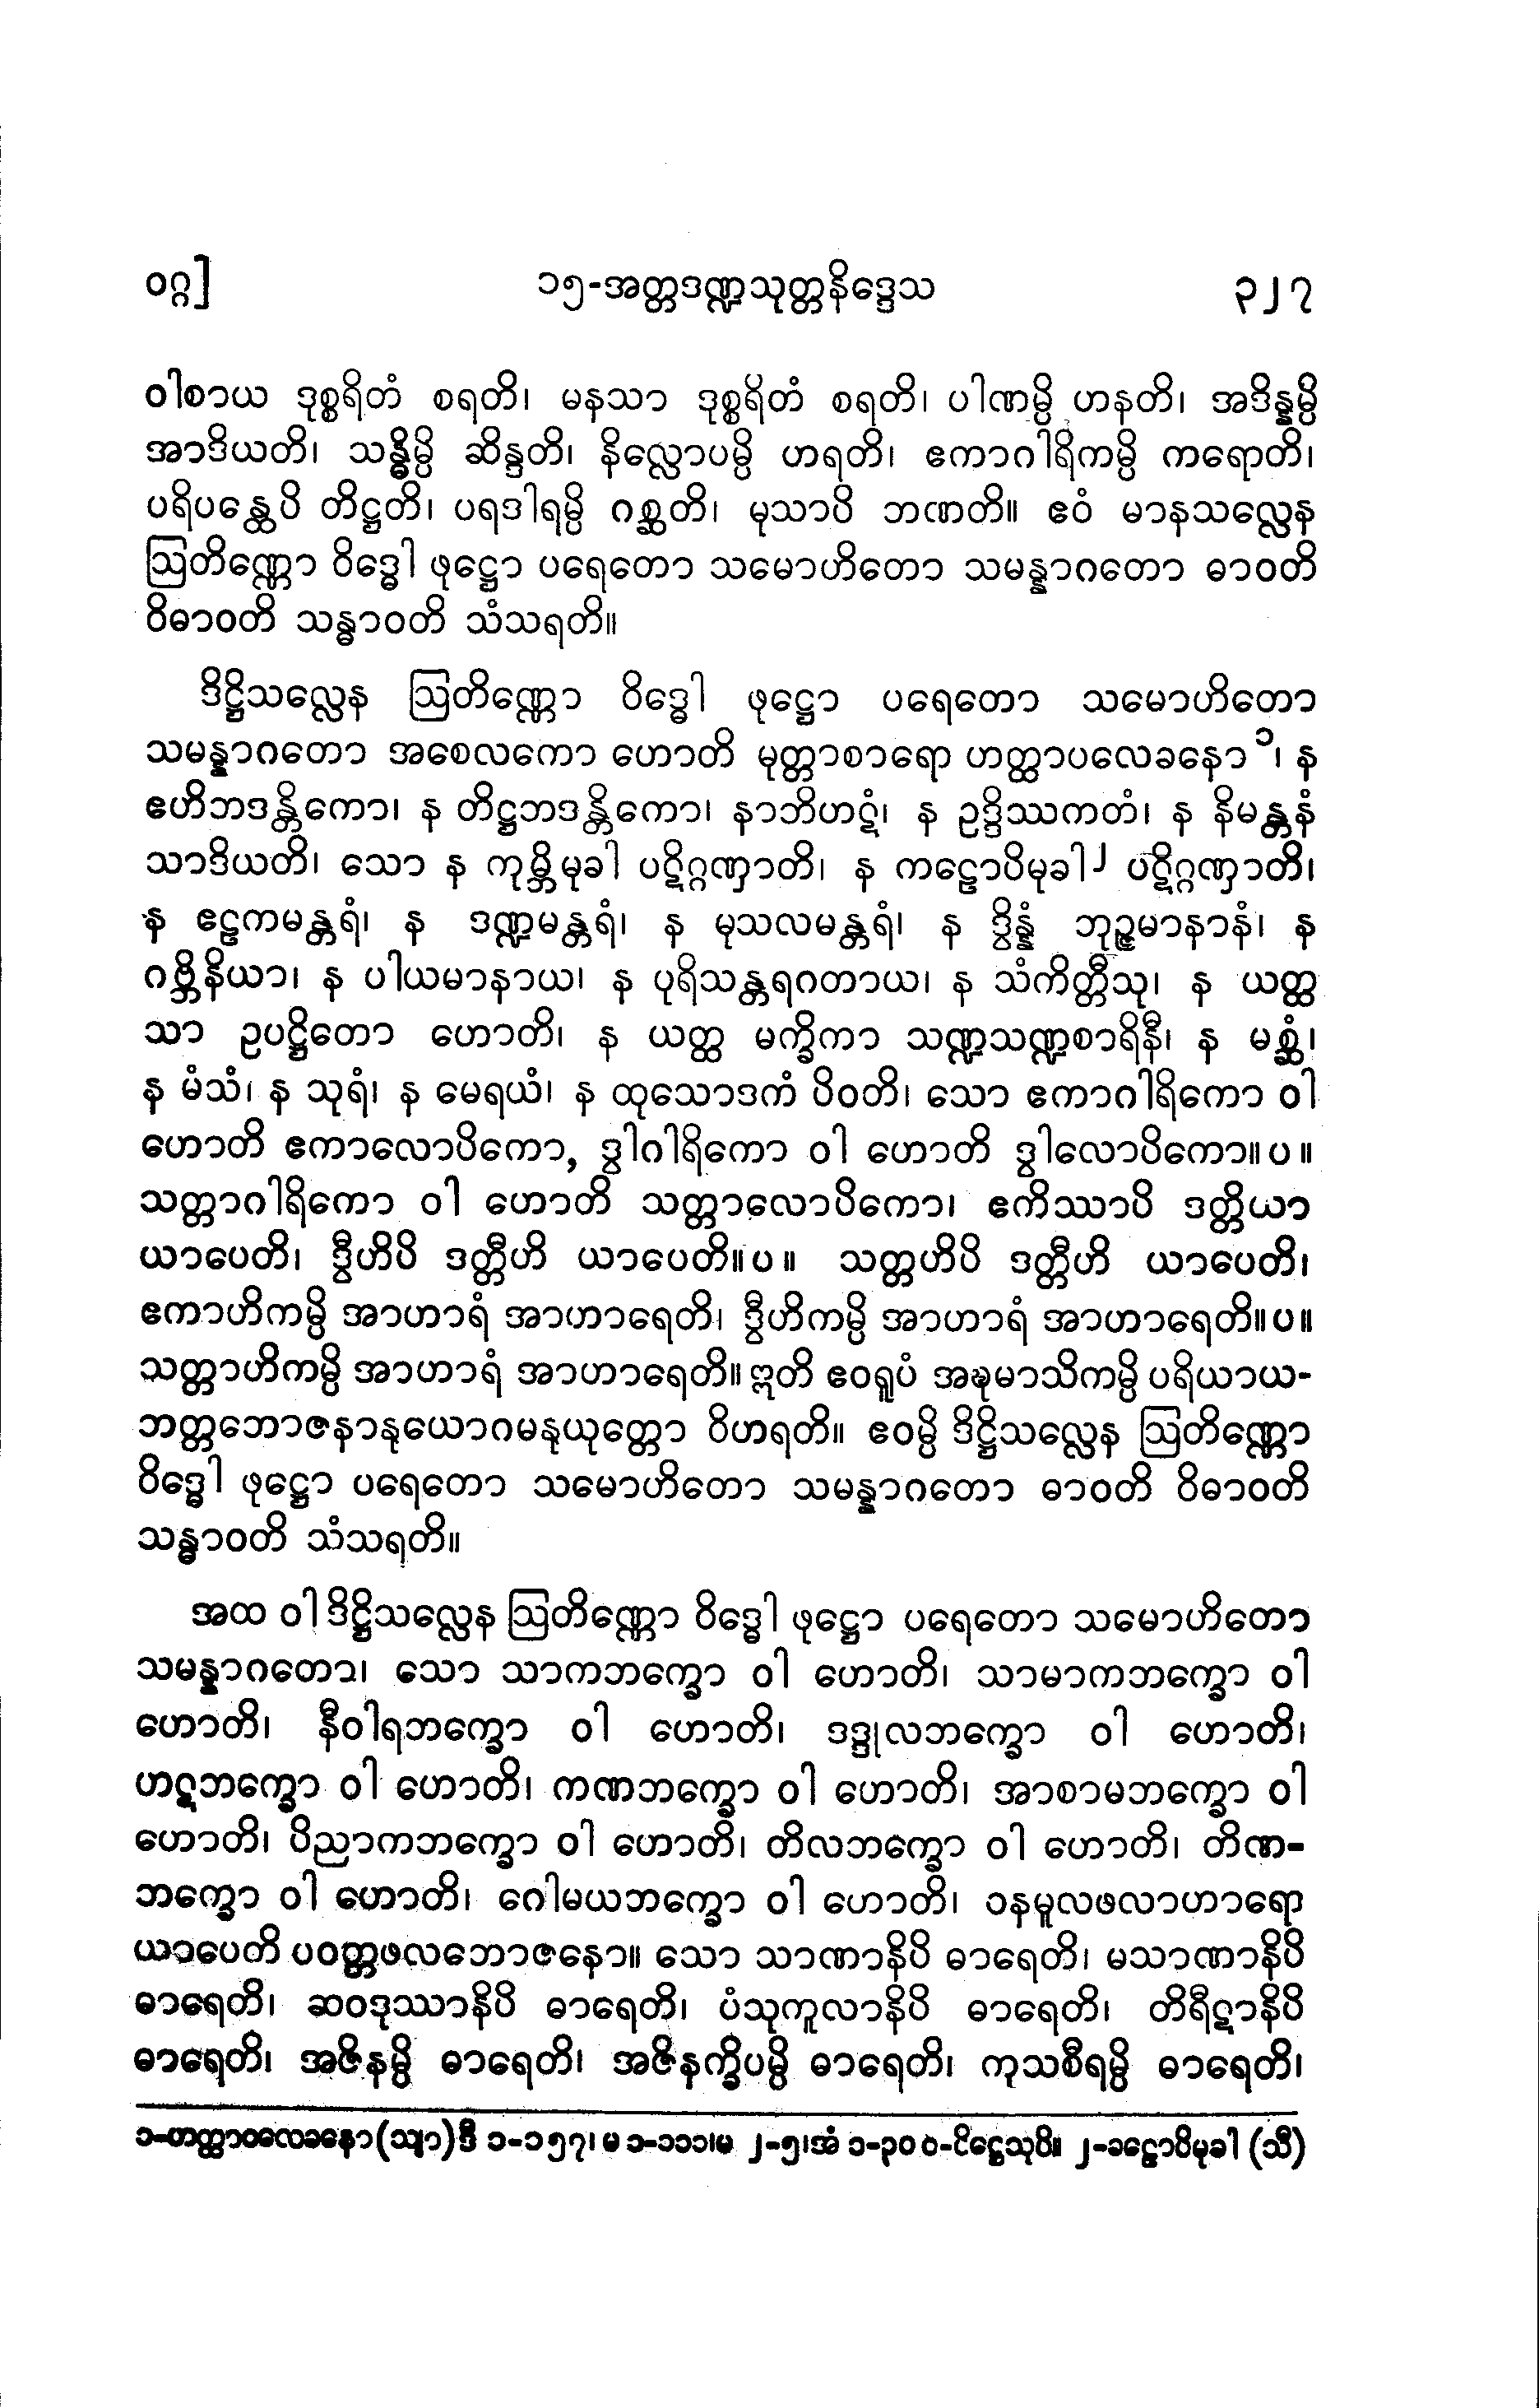 ဝဂ္ဂ] ၁၅-အတ္တဒဏ္ဍသုတ္တနိဒ္ဒေသ ၃၂၇
ဝါစာယ ဒုစ္စရိတံ စရတိ၊ မနသာ ဒုစ္စရိတံ စရတိ၊ ပါဏမ္ပိ ဟနတိ၊ အဒိန္နမ္ပိ
အာဒိယတိ၊ သန္ဓိမ္ပိ ဆိန္ဒတိ၊ နိလ္လောပမ္ပိ ဟရတိ၊ ဧကာဂါရိကမ္ပိ ကရောတိ၊
ပရိပန္ထေပိ တိဋ္ဌတိ၊ ပရဒါရမ္ပိ ဂစ္ဆတိ၊ မုသာပိ ဘဏတိ။ ဧဝံ မာနသလ္လေန
ဩတိဏ္ဏော ဝိဒ္ဓေါ ဖုဋ္ဌော ပရေတော သမောဟိတော သမန္နာဂတော ဓာဝတိ
ဝိဓာဝတိ သန္ဓာဝတိ သံသရတိ။
ဒိဋ္ဌိသလ္လေန ဩတိဏ္ဏော ဝိဒ္ဓေါ ဖုဋ္ဌော ပရေတော သမောဟိတော
သမန္နာဂတော အစေလကော ဟောတိ မုတ္တာစာရော ဟတ္ထာပလေခနော၁၊ န
ဧဟိဘဒန္တိကော၊ န တိဋ္ဌဘဒန္တိကော၊ နာဘိဟဋံ၊ န ဥဒ္ဒိဿကတံ၊ န နိမန္တနံ
သာဒိယတိ၊ သော န ကုမ္ဘိမုခါ ပဋိဂ္ဂဏှာတိ၊ န ကဠောပိမုခါ၂ ပဋိဂ္ဂဏှာတိ၊
န ဧဠကမန္တရံ၊ န ဒဏ္ဍမန္တရံ၊ န မုသလမန္တရံ၊ န ဒွိန္နံ ဘုဉ္ဇမာနာနံ၊ န
ဂဗ္ဘိနိယာ၊ န ပါယမာနာယ၊ န ပုရိသန္တရဂတာယ၊ န သံကိတ္တီသု၊ န ယတ္ထ
သာ ဥပဋ္ဌိတော ဟောတိ၊ န ယတ္ထ မက္ခိကာ သဏ္ဍသဏ္ဍစာရိနီ၊ န မစ္ဆံ၊
န မံသံ၊ န သုရံ၊ န မေရယံ၊ န ထုသောဒကံ ပိဝတိ၊ သော ဧကာဂါရိကော ဝါ
ဟောတိ ဧကာလောပိကော, ဒွါဂါရိကော ဝါ ဟောတိ ဒွါလောပိကော။ပ။
သတ္တာဂါရိကော ဝါ ဟောတိ သတ္တာလောပိကော၊ ဧကိဿာပိ ဒတ္တိယာ
ယာပေတိ၊ ဒွီဟိပိ ဒတ္တီဟိ ယာပေတိ။ပ။ သတ္တဟိပိ ဒတ္တီဟိ ယာပေတိ၊
ဧကာဟိကမ္ပိ အာဟာရံ အာဟာရေတိ၊ ဒွီဟိကမ္ပိ အာဟာရံ အာဟာရေတိ။ပ။
သတ္တာဟိကမ္ပိ အာဟာရံ အာဟာရေတိ။ ဣတိ ဧဝရူပံ အဍ္ဎမာသိကမ္ပိ ပရိယာယ-
ဘတ္တဘောဇနာနုယောဂမနုယုတ္တော ဝိဟရတိ။ ဧဝမ္ပိ ဒိဋ္ဌိသလ္လေန ဩတိဏ္ဏော
ဝိဒ္ဓေါ ဖုဋ္ဌော ပရေတော သမောဟိတော သမန္နာဂတော ဓာဝတိ ဝိဓာဝတိ
သန္ဓာဝတိ သံသရတိ။
အထ ဝါ ဒိဋ္ဌိသလ္လေန ဩတိဏ္ဏော ဝိဒ္ဓေါ ဖုဋ္ဌော ပရေတော သမောဟိတော
သမန္နာဂတော၊ သော သာကဘက္ခော ဝါ ဟောတိ၊ သာမာကဘက္ခော ဝါ
ဟောတိ၊ နီဝါရဘက္ခော ဝါ ဟောတိ၊ ဒဒ္ဒုလဘက္ခော ဝါ ဟောတိ၊
ဟဋဘက္ခော ဝါ ဟောတိ၊ ကဏဘက္ခော ဝါ ဟောတိ၊ အာစာမဘက္ခော ဝါ
ဟောတိ၊ ပိညာကဘက္ခော ဝါ ဟောတိ၊ တိလဘက္ခော ဝါ ဟောတိ၊ တိဏ-
ဘက္ခော ဝါ ဟောတိ၊ ဂေါမယဘက္ခော ဝါ ဟောတိ၊ ဝနမူလဖလာဟာရော
ယာပေတိ ပဝတ္တဖလဘောဇနော။ သော သာဏာနိပိ ဓာရေတိ၊ မသာဏာနိပိ
ဓာရေတိ၊ ဆဝဒုဿာနိပိ ဓာရေတိ၊ ပံသုကူလာနိပိ ဓာရေတိ၊ တိရီဋာနိပိ
ဓာရေတိ၊ အဇိနမ္ပိ ဓာရေတိ၊ အဇိနက္ခိပမ္ပိ ဓာရေတိ၊ ကုသစီရမ္ပိ ဓာရေတိ၊
၁-ဟတ္ထာဝလေခနော(သျာ)ဒီ ၁-၁၅၇၊မ ၁-၁၁၁၊မ ၂-၅၊အံ ၁-၃၀၀-ပိဋ္ဌေသုပိ။ ၂-ခဠောပိမုခါ (သီ)